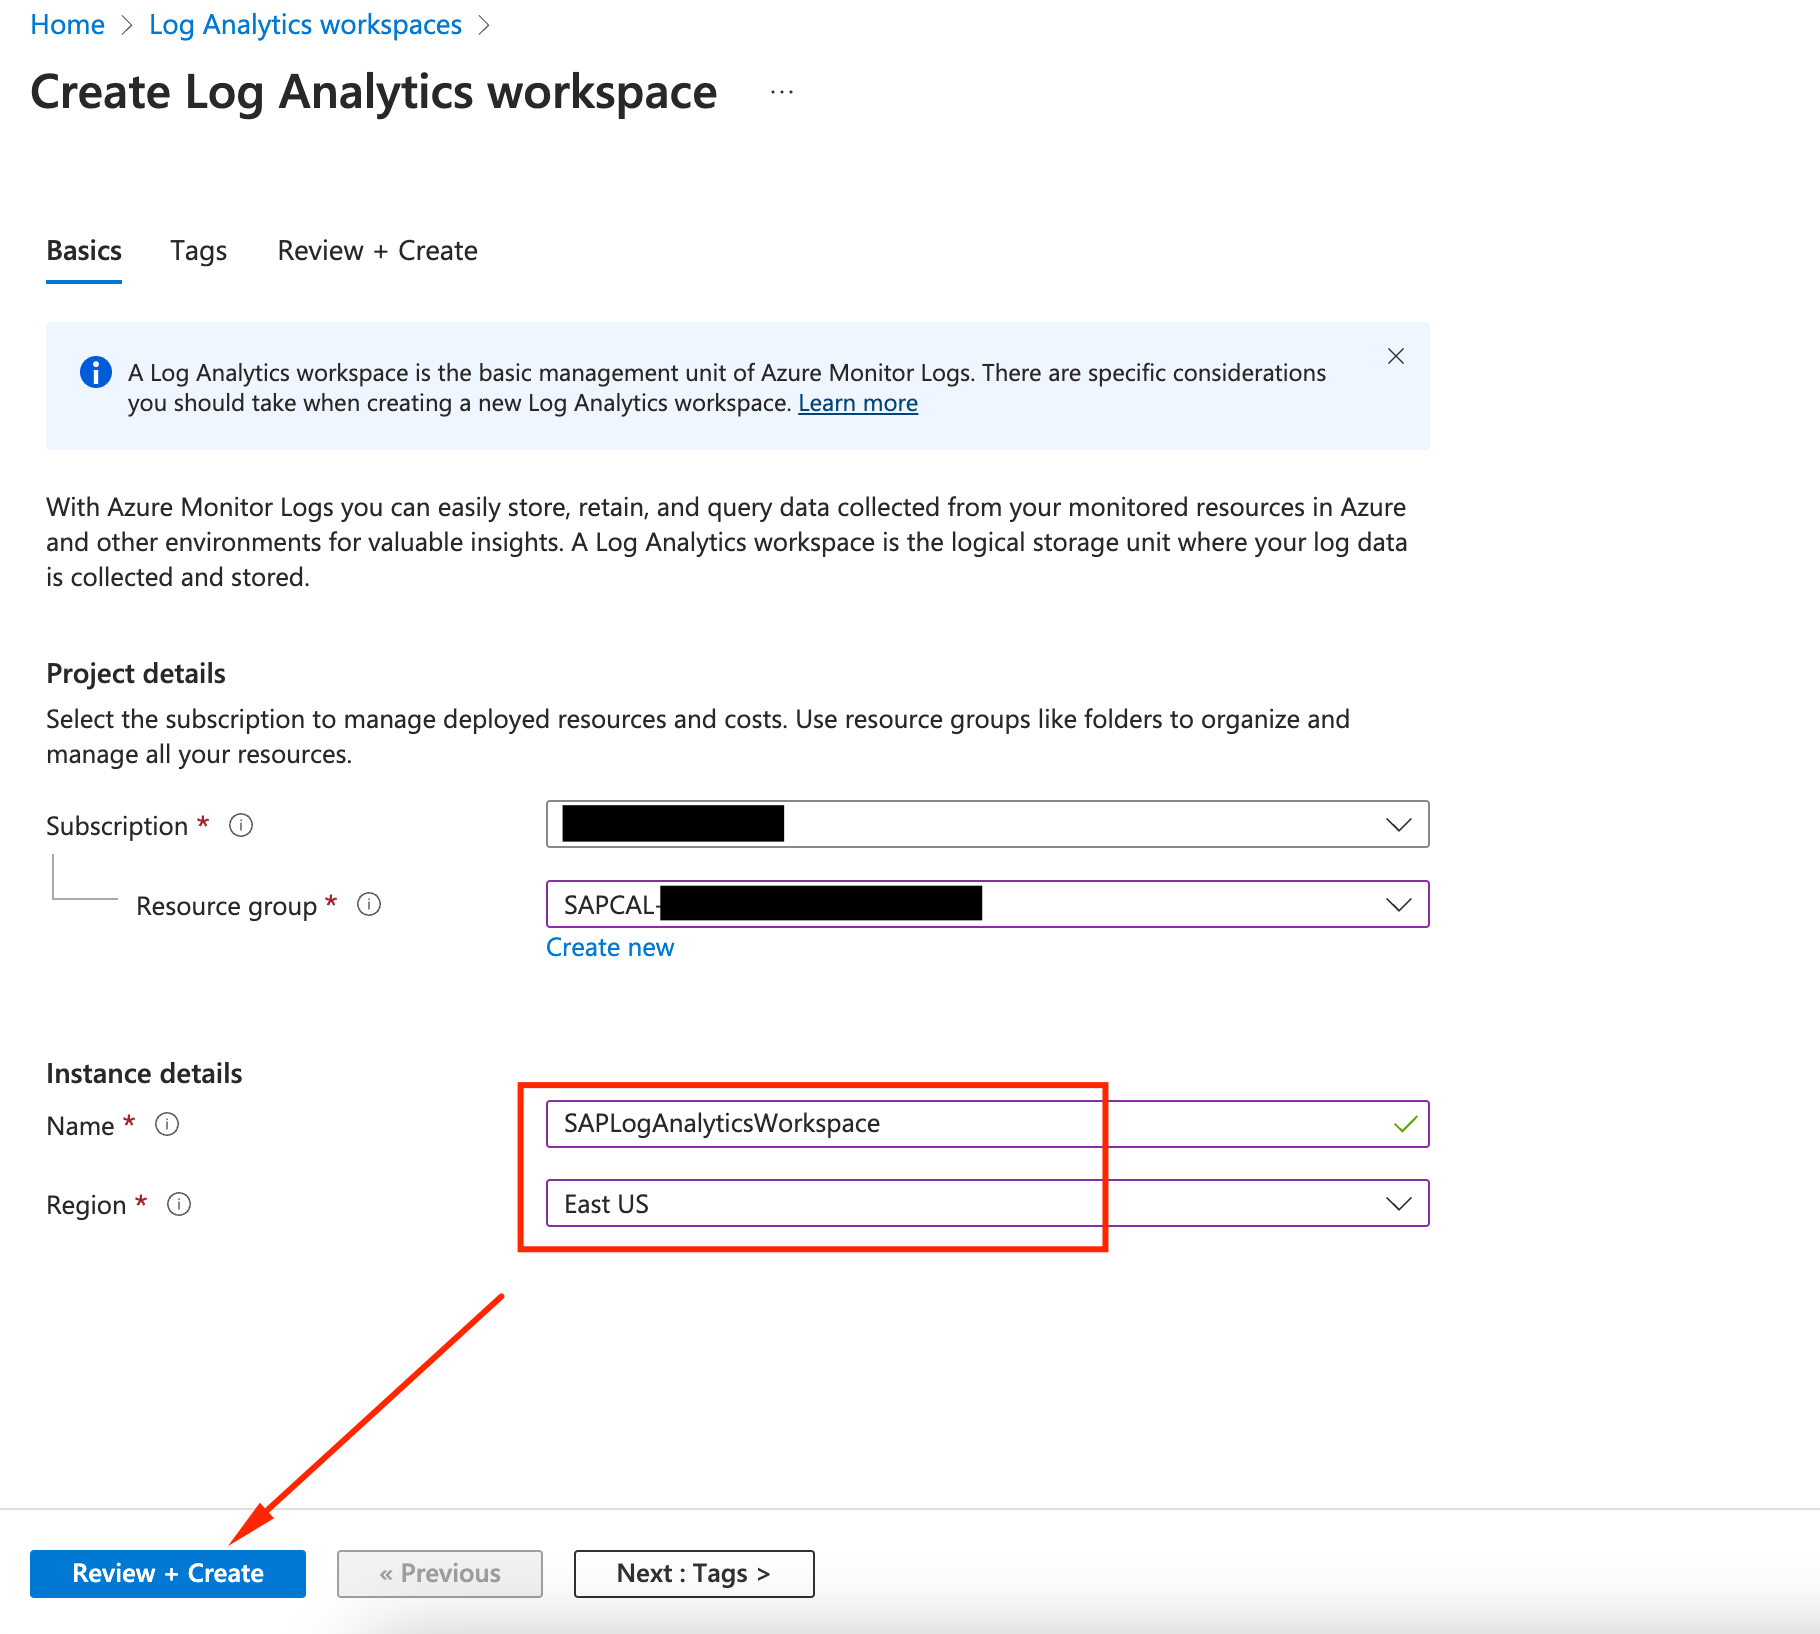 Home > Log Analytics workspaces >
Create Log Analytics workspace ...
Basics Tags Review + Create
A Log Analytics workspace is the basic management unit of Azure Monitor Logs. There are specific considerations
you should take when creating a new Log Analytics workspace. Learn more
With Azure Monitor Logs you can easily store, retain, and query data collected from your monitored resources in Azure
and other environments for valuable insights. A Log Analytics workspace is the logical storage unit where your log data
is collected and stored.
Project details
Select the subscription to manage deployed resources and costs. Use resource groups like folders to organize and
manage all your resources.
Subscription *
Resource group * SAPCAL-
Create new
Instance details
Name * SAPLogAnalyticsWorkspace
Region * East US
Review + Create « Previous Next : Tags >